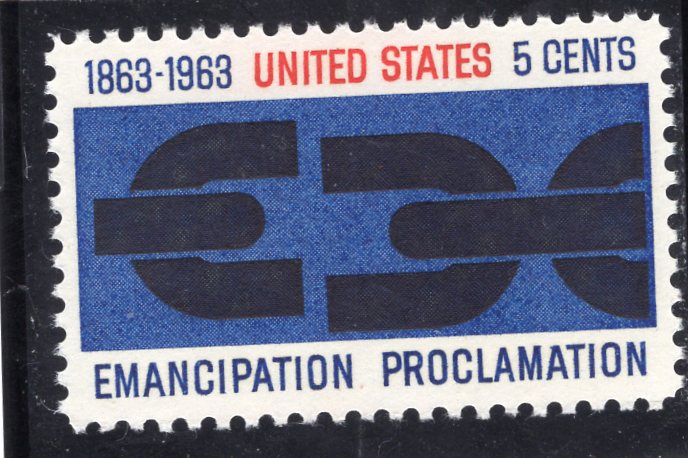 1863-1963 UNITED STATES 5 CENTS
EMANCIPATION PROCLAMATION